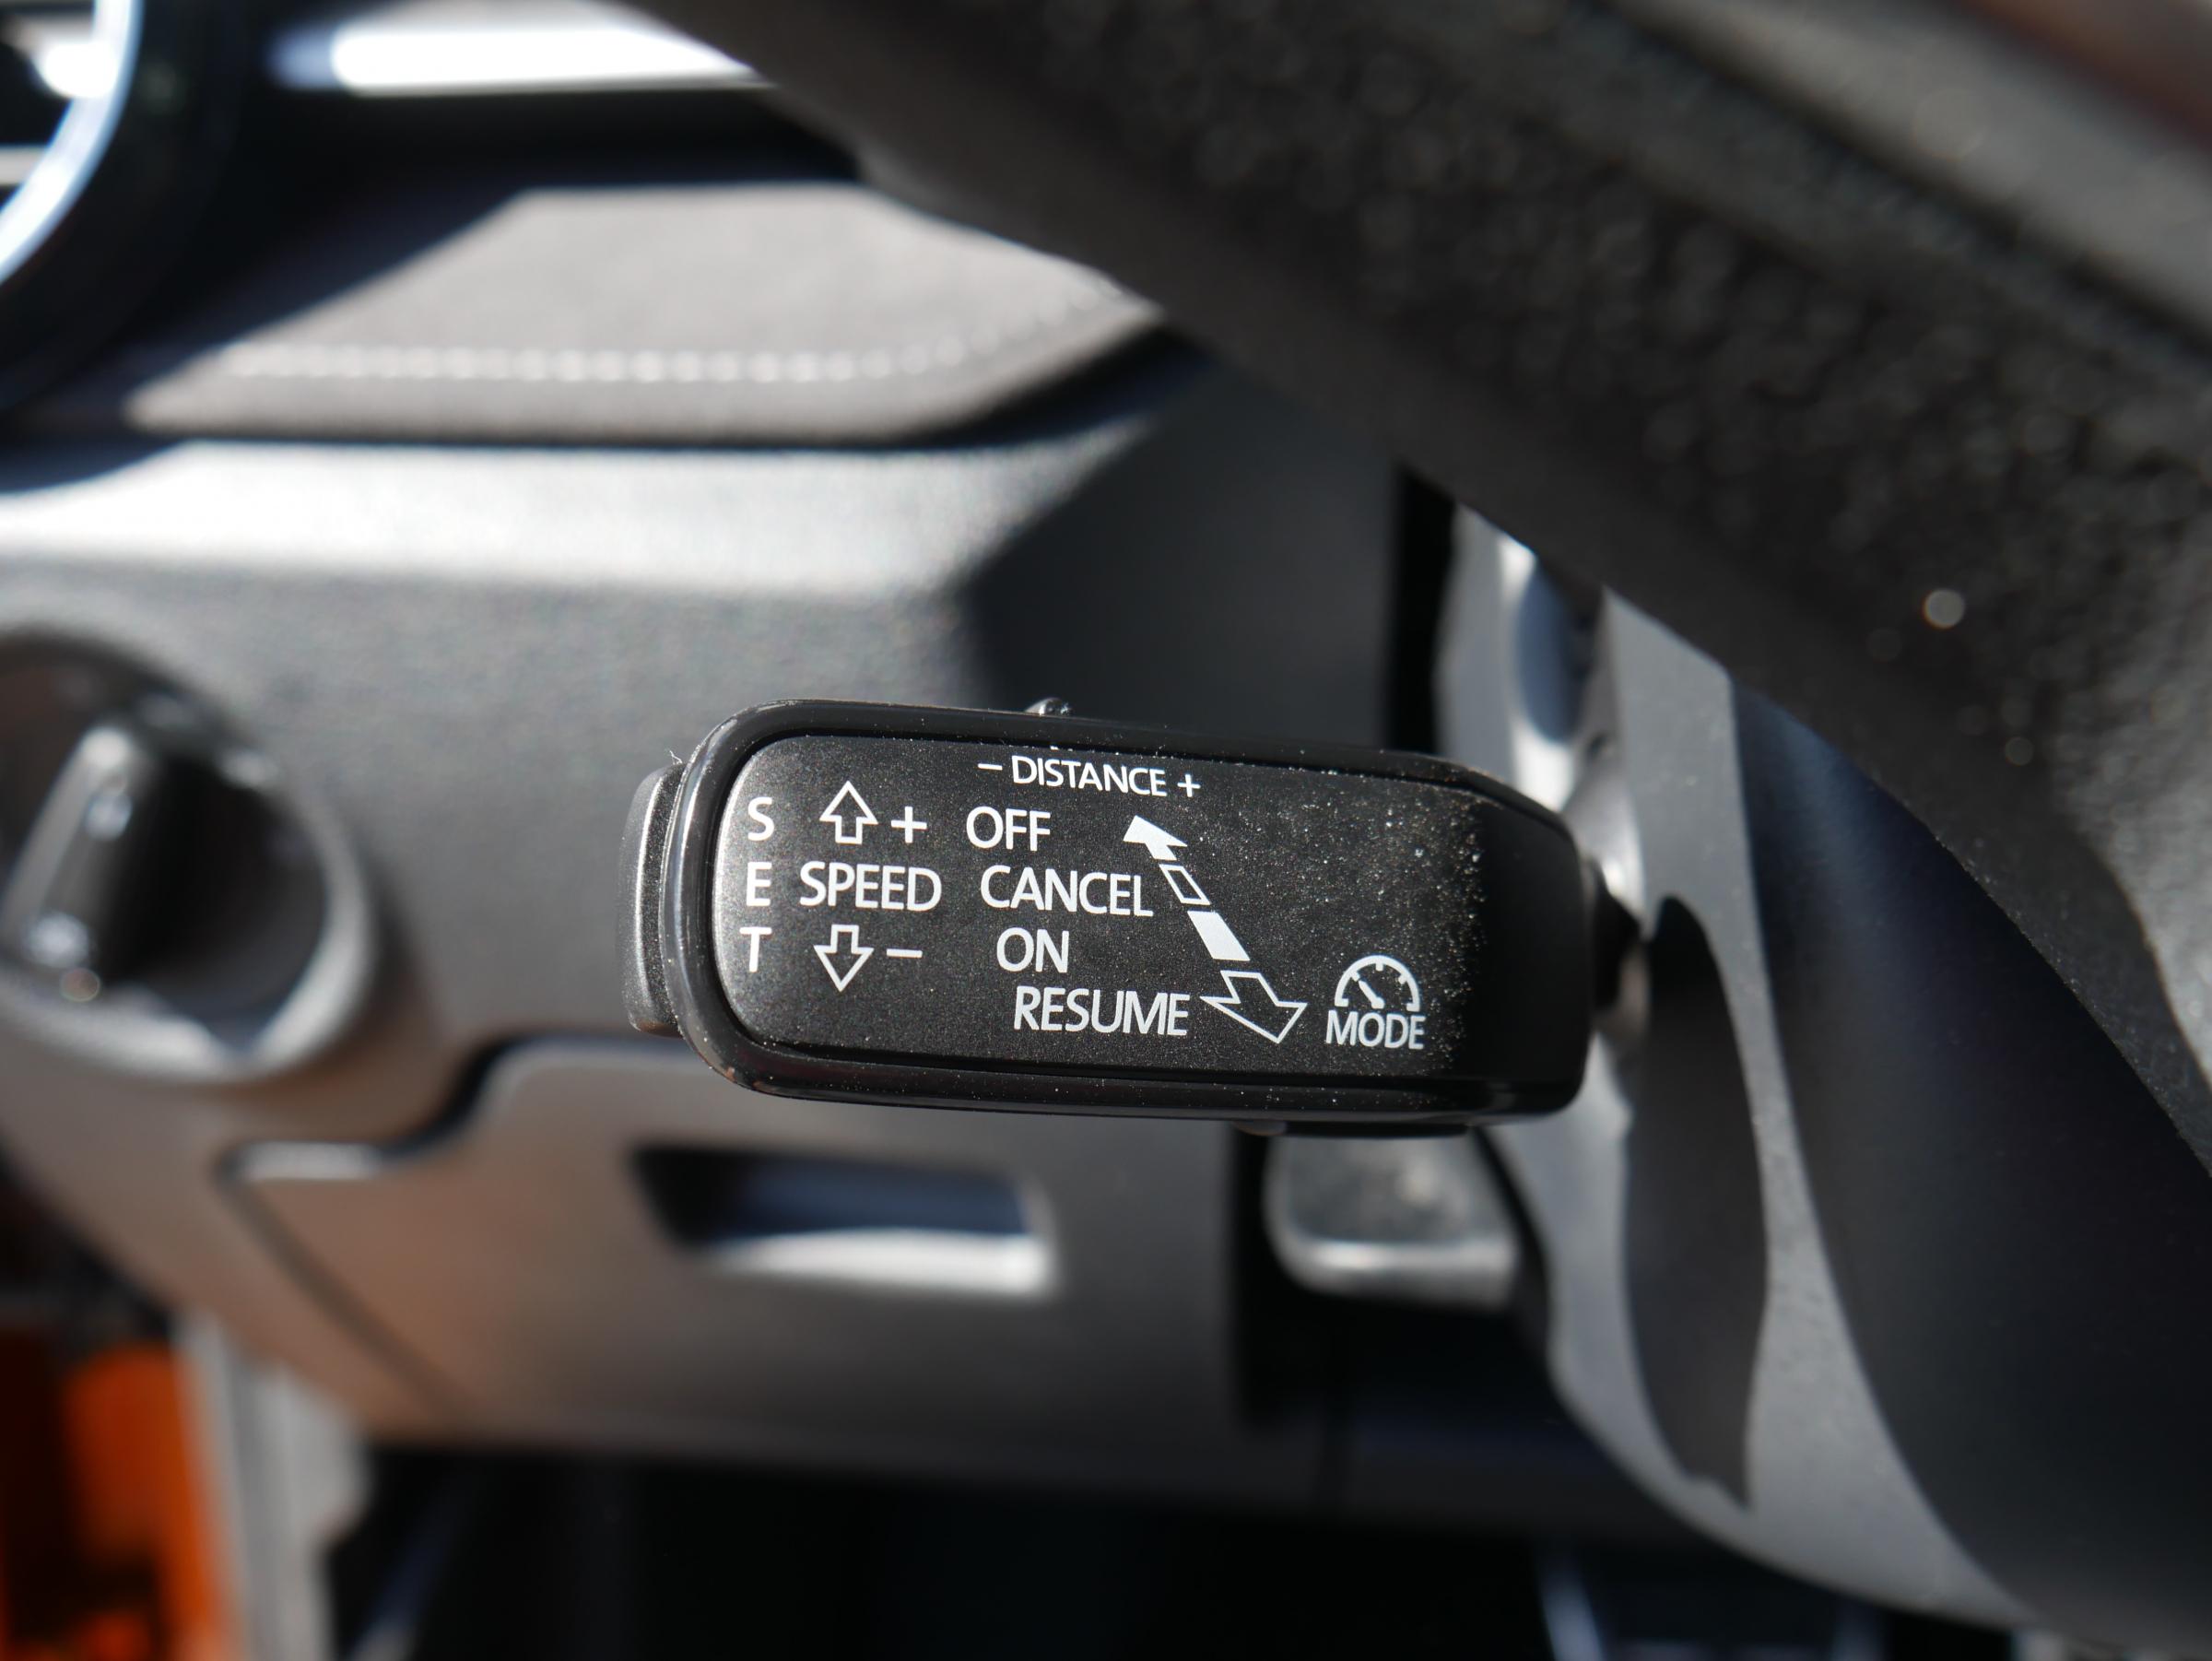 – DISTANCE +
S + OFF
E SPEED CANCEL
T – ON
RESUME
MODE